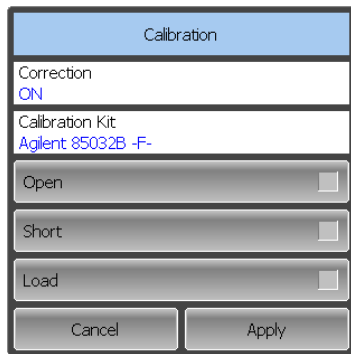 Calibration
Correction
ON
Calibration Kit
Agilent 85032B -F-
Open
Short
Load
Cancel
Apply